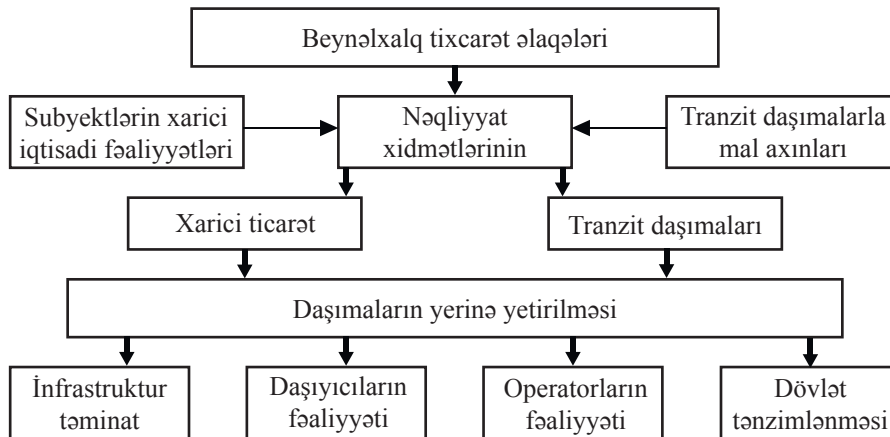 Beynəlxalq tixcarət əlaqələri
Subyektlərin xarici
iqtisadi fəaliyyətləri
Nəqliyyat
xidmətlərinin
Tranzit daşımalarla
mal axınları
Xarici ticarət
Tranzit daşımaları
Daşımaların yerinə yetirilməsi
İnfrastruktur
təminat
Daşıyıcıların
fəaliyyəti
Operatorların
fəaliyyəti
Dövlət
tənzimlənməsi